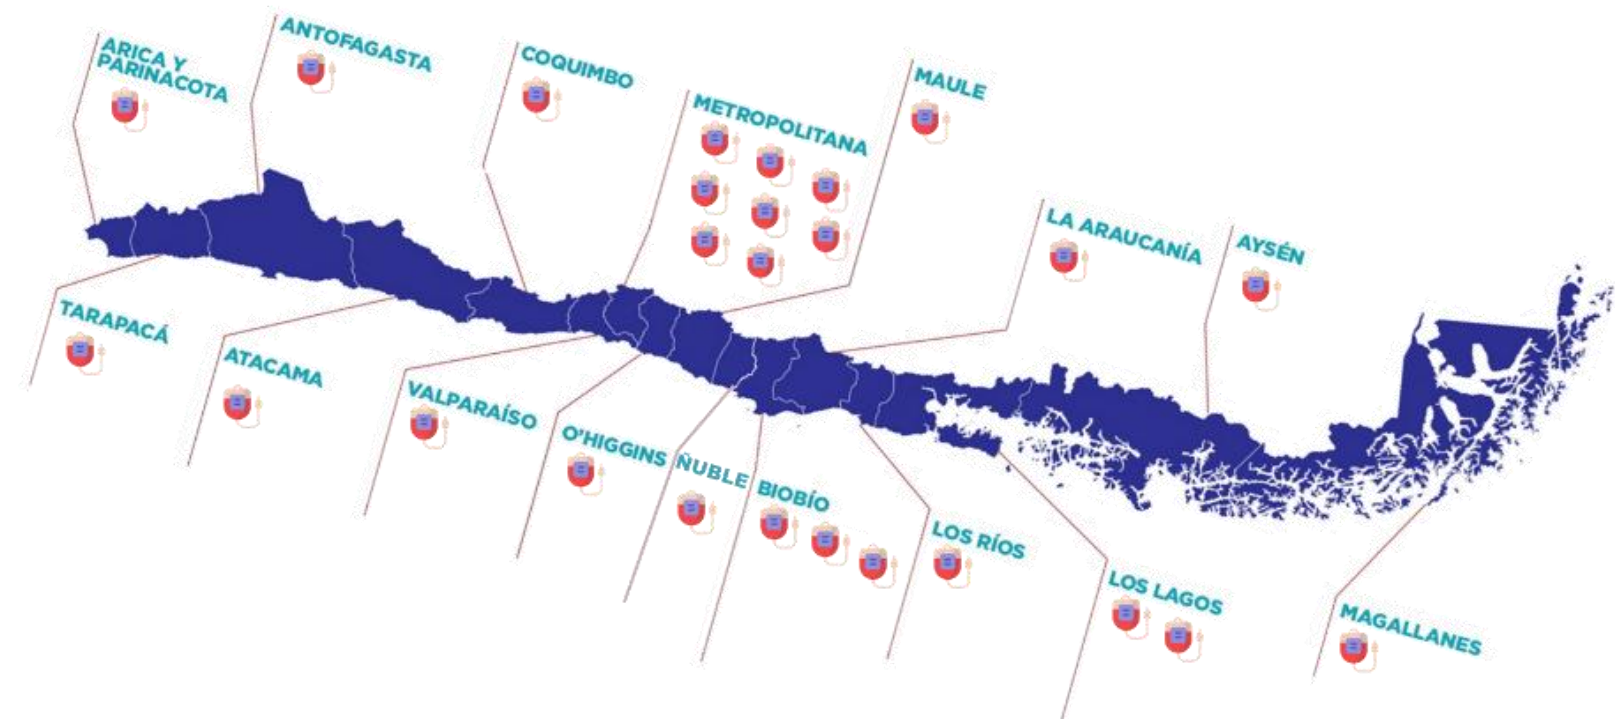 ARICA Y
PARINACOTA
ANTOFAGASTA
COQUIMBO
METROPOLITANA
MAULE
LA ARAUCANÍA
AYSÉN
TARAPACÁ
ATACAMA
VALPARAÍSO
O'HIGGINS
ÑUBLE
BIOBÍO
LOS RÍOS
LOS LAGOS
MAGALLANES